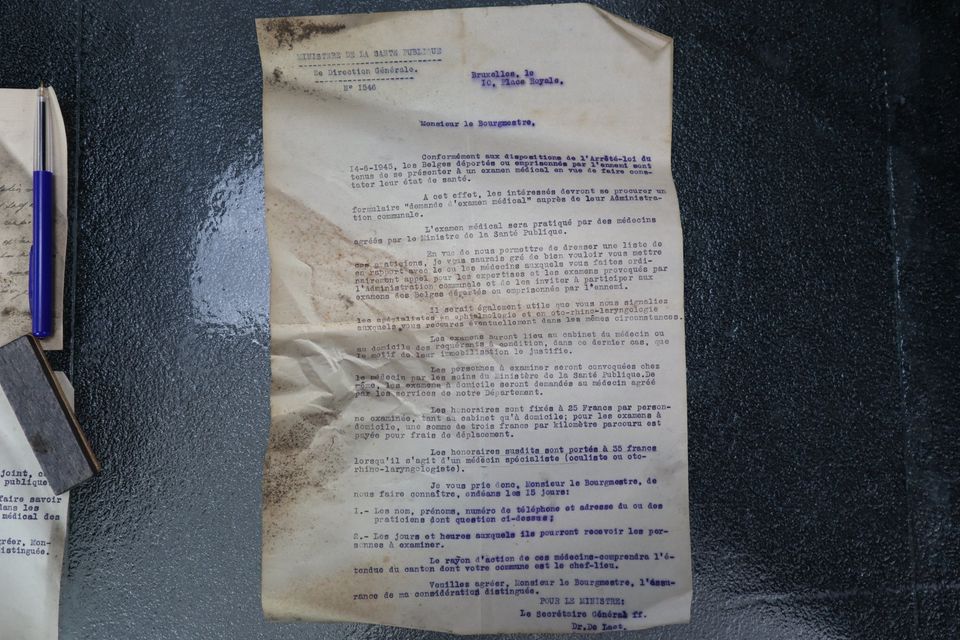 MINISTERE DE LA SANTE PUBLIQUE
2e Direction Générale.
N° 1546
Bruxelles, le
10, Place Royale.
Monsieur le Bourgmestre,
Conformément aux dispositions de l'Arrêté-loi du
14-6-1945, les Belges déportés ou emprisonnés par l'ennemi sont
tenus de se présenter à un examen médical en vue de faire cons-
tater leur état de santé.
A cet effet, les intéressés devront se procurer un
formulaire "demande d'examen médical" auprès de leur Administra-
tion communale.
L'examen médical sera pratiqué par des médecins
agréés par le Ministre de la Santé Publique.
En vue de nous permettre de dresser une liste de
ces praticiens, je vous saurais gré de bien vouloir vous mettre
en rapport avec le ou les médecins auxquels vous faites ordi-
nairement appel pour les expertises et les examens provoqués par
l'Administration communale et de les inviter à participer aux
examens des Belges déportés ou emprisonnés par l'ennemi.
Il serait également utile que vous nous signaliez
les spécialistes en ophtalmologie et en oto-rhino-laryngologie
auxquels vous recourez éventuellement dans les mêmes circonstances.
Les examens auront lieu au cabinet du médecin ou
au domicile des requérants à condition, dans ce dernier cas, que
le motif de leur immobilisation le justifie.
Les personnes à examiner seront convoquées chez
le médecin par les soins du Ministère de la Santé Publique.De
même, les examens à domicile seront demandés au médecin agréé
par les services de notre Département.
Les honoraires sont fixés à 25 Francs par person-
ne examinée, tant au cabinet qu'à domicile; pour les examens à
domicile, une somme de trois francs par kilomètre parcouru est
payée pour frais de déplacement.
Les honoraires susdits sont portés à 35 francs
lorsqu'il s'agit d'un médecin spécialiste (oculiste ou oto-
rhino-laryngologiste).
Je vous prie donc, Monsieur le Bourgmestre, de
nous faire connaître, endéans les 15 jours:
1.- Les nom, prénoms, numéro de téléphone et adresse du ou des
praticiens dont question ci-dessus;
2.- Les jours et heures auxquels ils pourront recevoir les per-
sonnes à examiner.
Le rayon d'action de ces médecins comprendra l'é-
tendue du canton dont votre commune est le chef-lieu.
Veuillez agréer, Monsieur le Bourgmestre, l'assu-
rance de ma considération distinguée.
POUR LE MINISTRE:
Le Secrétaire Général ff.
Dr.De Laet.
joint, c
publique
faire savoir
dans les
médical des
gréer, Mon-
istinguée.